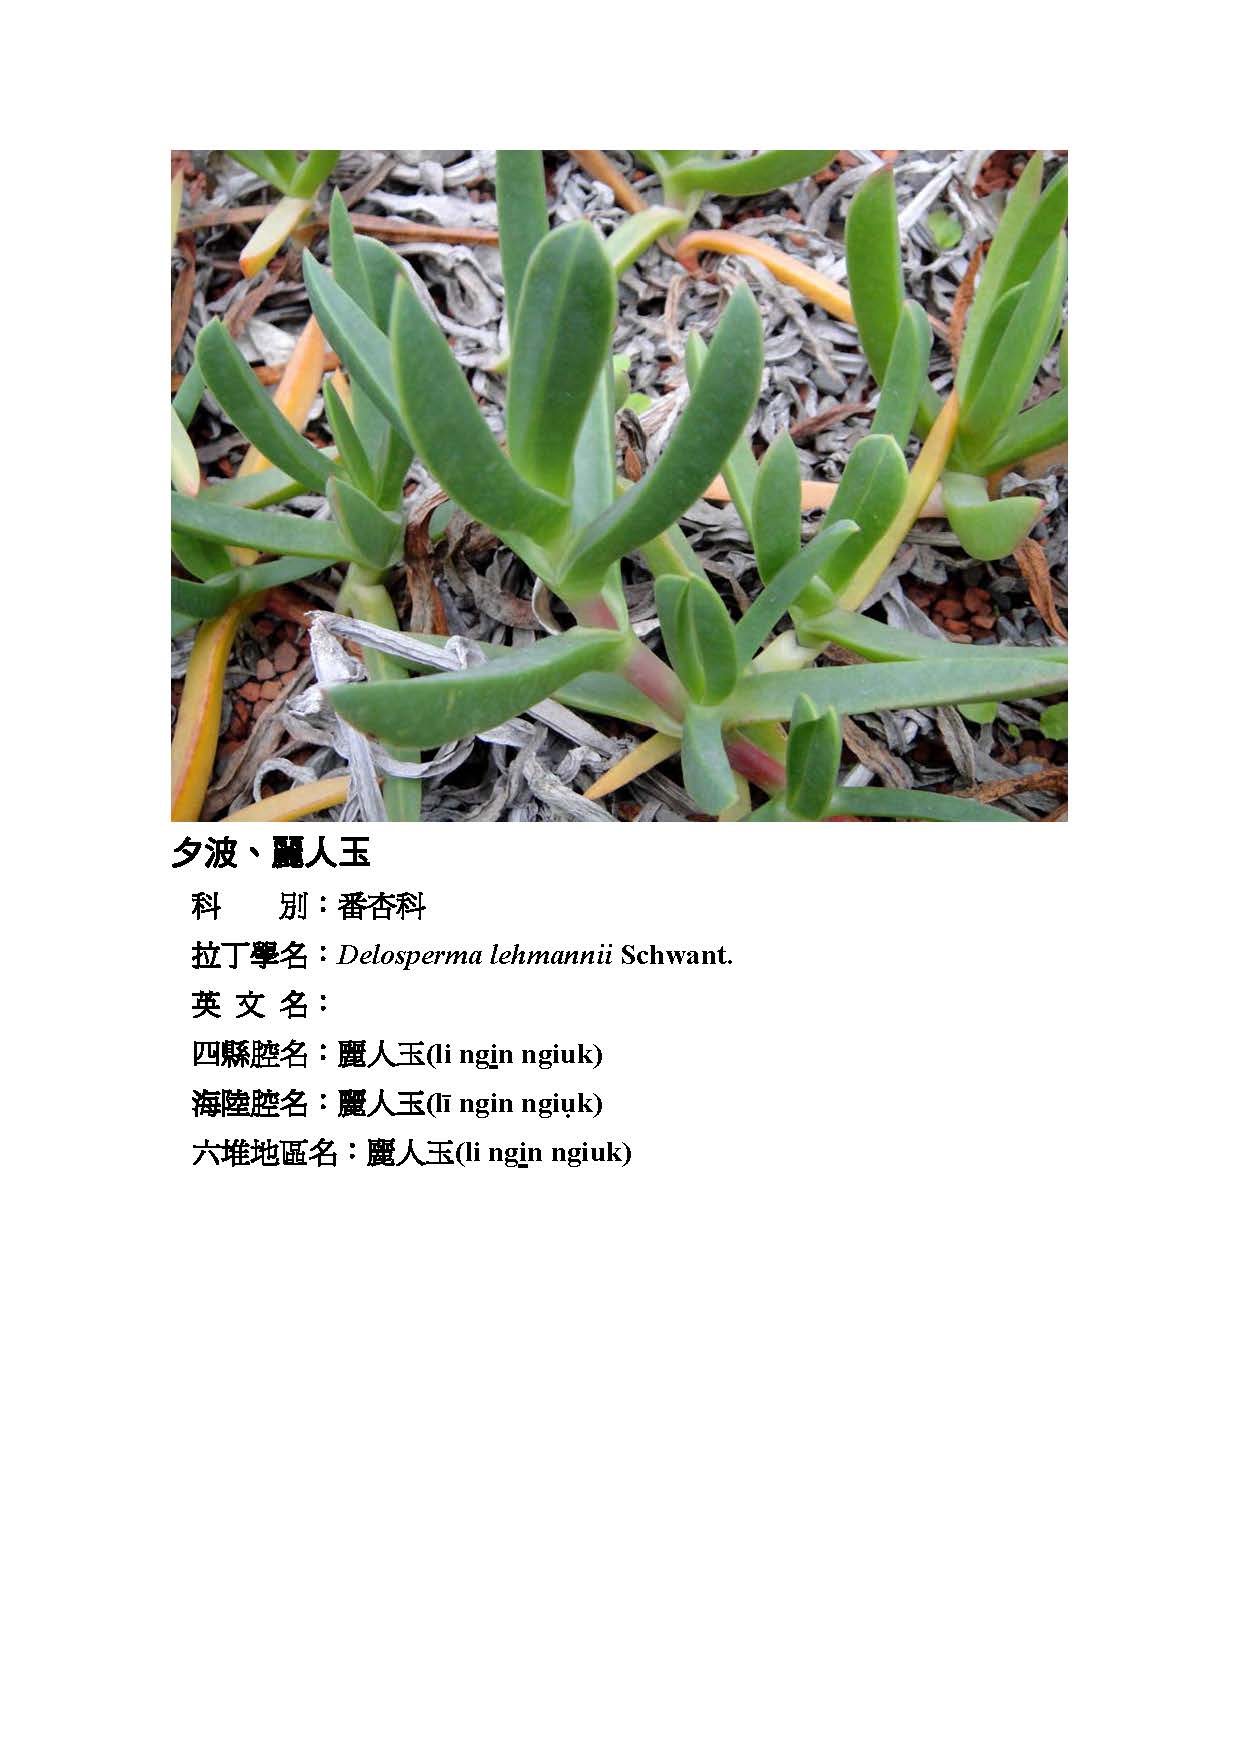 夕波、麗人玉
科　　別：番杏科
拉丁學名：Delosperma lehmannii Schwant.
英 文 名：
四縣腔名：麗人玉(li ngi̱n ngiuk)
海陸腔名：麗人玉(lī ngin ngiụk)
六堆地區名：麗人玉(li ngi̱n ngiuk)